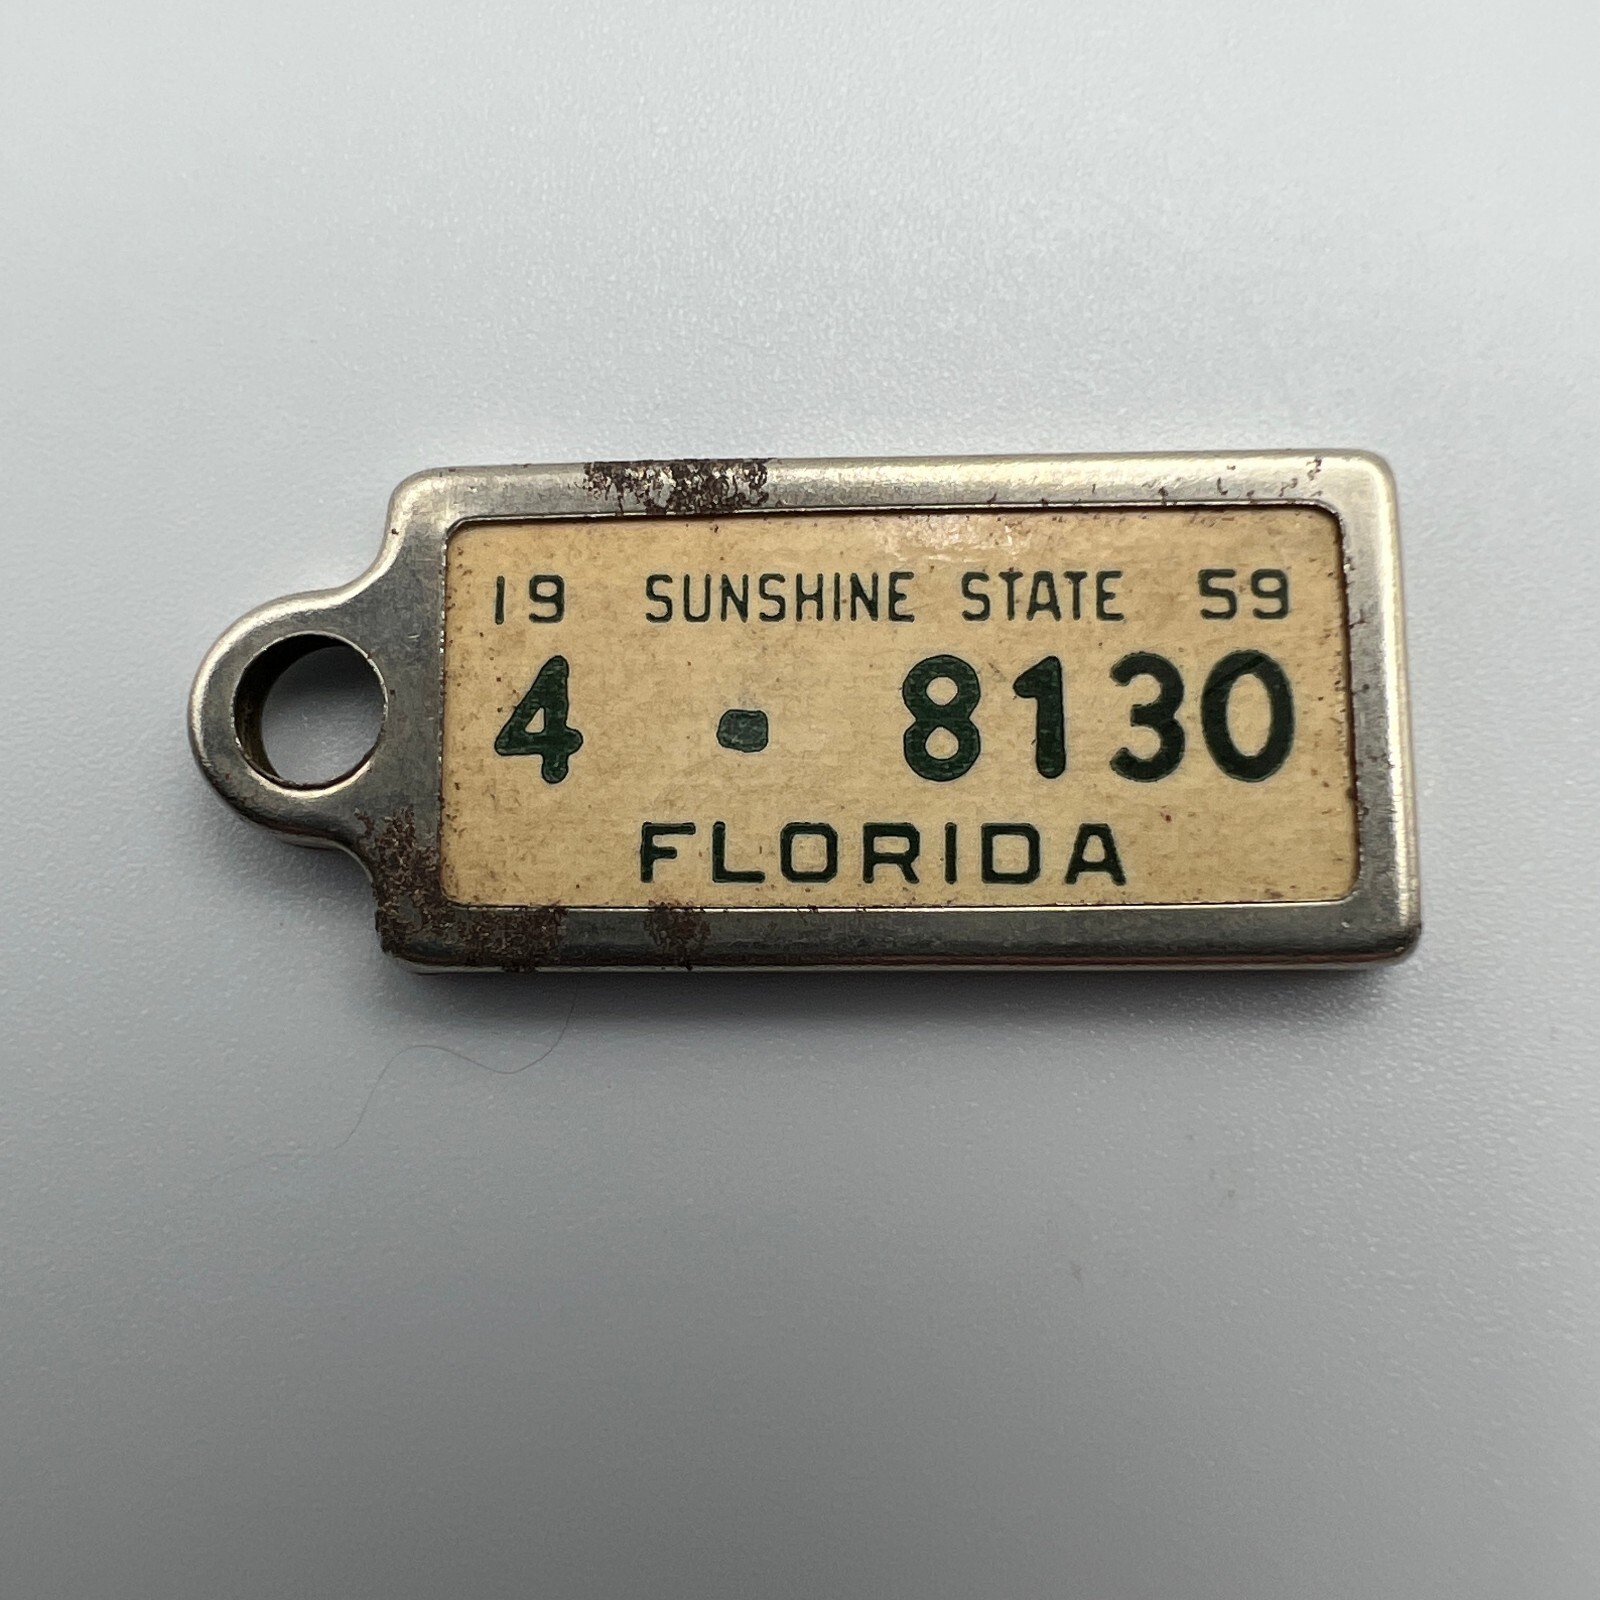 19 SUNSHINE STATE 59
4 · 8130
FLORIDA